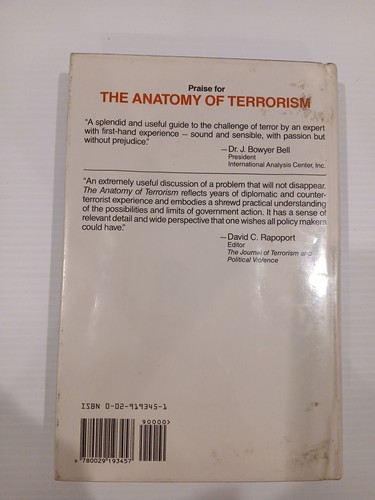 Praise for
THE ANATOMY OF TERRORISM
"A splendid and useful guide to the challenge of terror by an expert
with first-hand experience — sound and sensible, with passion but
without prejudice."
— Dr. J. Bowyer Bell
President
International Analysis Center, Inc.
"An extremely useful discussion of a problem that will not disappear.
The Anatomy of Terrorism reflects years of diplomatic and counter-
terrorist experience and embodies a shrewd practical understanding
of the possibilities and limits of government action. It has a sense of
relevant detail and wide perspective that one wishes all policy makers
could have."
— David C. Rapoport
Editor
The Journal of Terrorism and
Political Violence
ISBN 0-02-919345-1
90000>
9 780029 193457